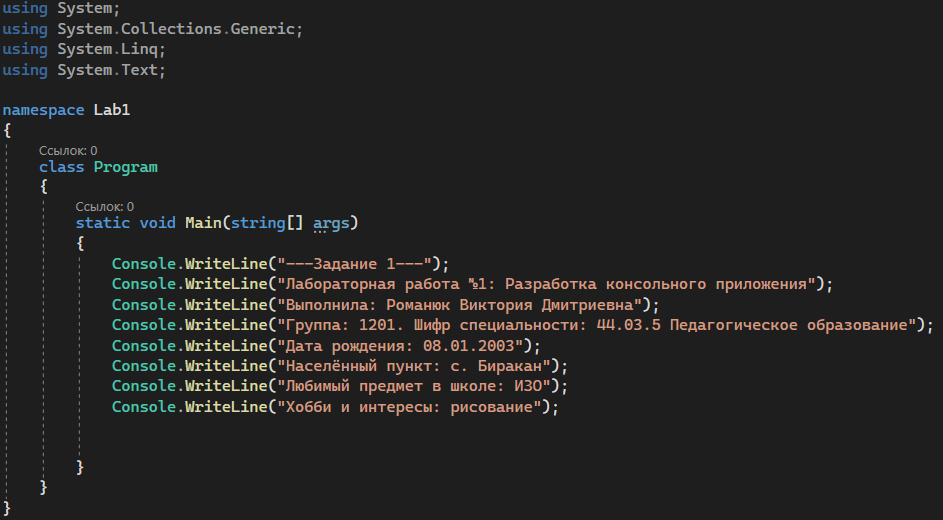 using System;
using System.Collections.Generic;
using System.Linq;
using System.Text;
namespace Lab1
{
Ссылок: 0
class Program
{
Ссылок: 0
static void Main(string[] args)
{
Console.WriteLine("---Задание 1---");
Console.WriteLine("Лабораторная работа №1: Разработка консольного приложения");
Console.WriteLine("Выполнила: Романюк Виктория Дмитриевна");
Console.WriteLine("Группа: 1201. Шифр специальности: 44.03.5 Педагогическое образование");
Console.WriteLine("Дата рождения: 08.01.2003");
Console.WriteLine("Населённый пункт: с. Биракан");
Console.WriteLine("Любимый предмет в школе: ИЗО");
Console.WriteLine("Хобби и интересы: рисование");
}
}
}